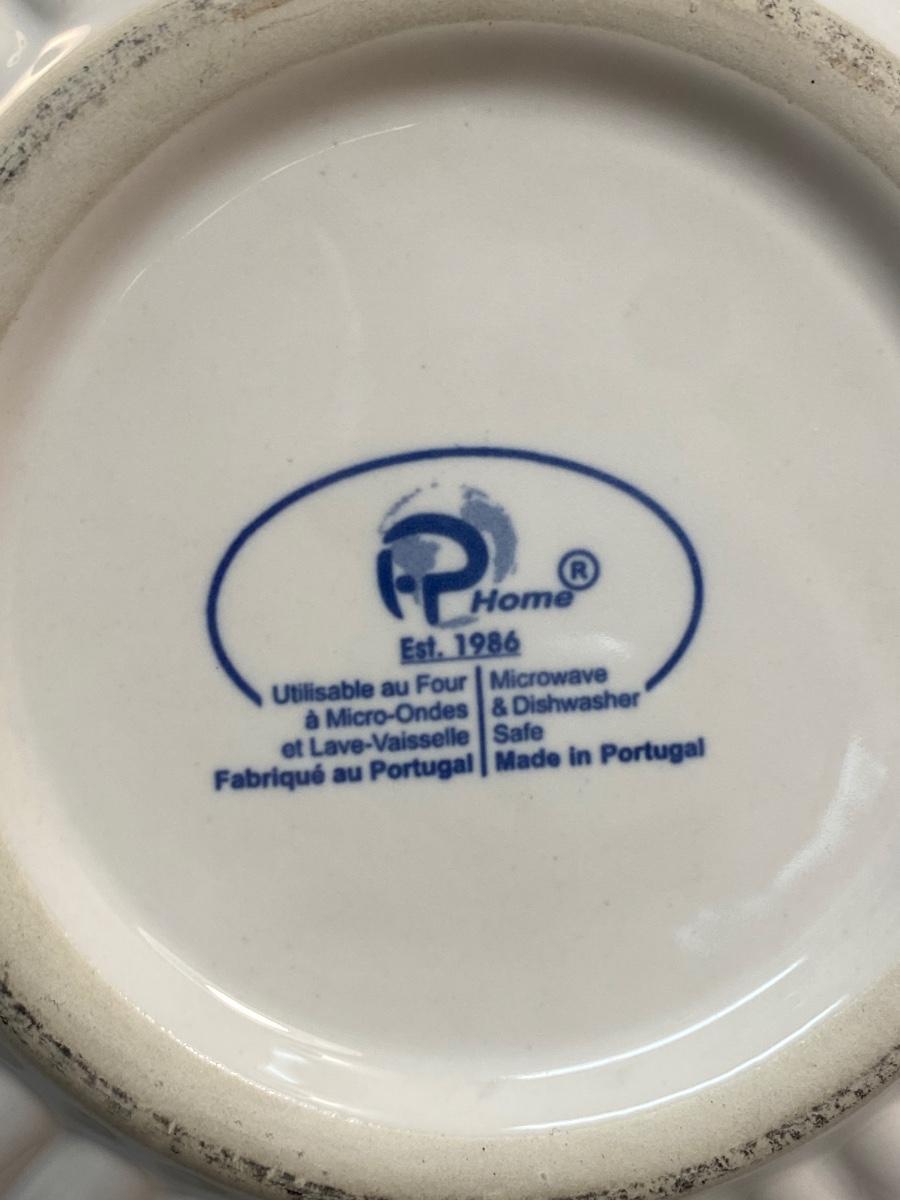 iP Home®
Est. 1986
Utilisable au Four
à Micro-Ondes
et Lave-Vaisselle
Fabriqué au Portugal
Microwave
& Dishwasher
Safe
Made in Portugal